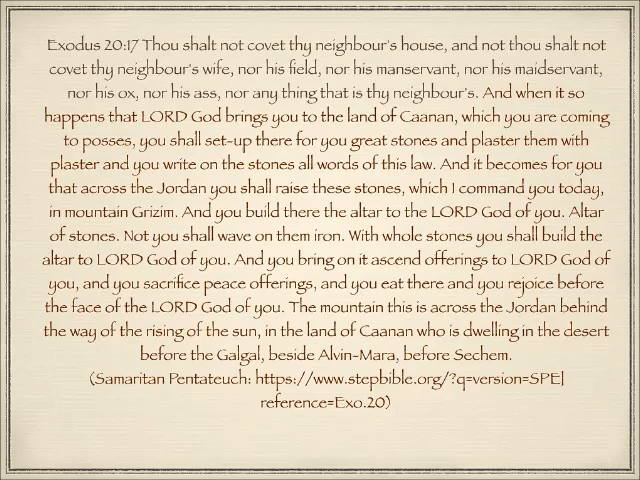 Exodus 20:17 Thou shalt not covet thy neighbour's house, and not thou shalt not
covet thy neighbour's wife, nor his field, nor his manservant, nor his maidservant,
nor his ox, nor his ass, nor any thing that is thy neighbour's. And when it so
happens that LORD God brings you to the land of Caanan, which you are coming
to posses, you shall set-up there for you great stones and plaster them with
plaster and you write on the stones all words of this law. And it becomes for you
that across the Jordan you shall raise these stones, which I command you today,
in mountain Grizim. And you build there the altar to the LORD God of you. Altar
of stones. Not you shall wave on them iron. With whole stones you shall build the
altar to LORD God of you. And you bring on it ascend offerings to LORD God of
you, and you sacrifice peace offerings, and you eat there and you rejoice before
the face of the LORD God of you. The mountain this is across the Jordan behind
the way of the rising of the sun, in the land of Caanan who is dwelling in the desert
before the Galgal, beside Alvin-Mara, before Sechem.
(Samaritan Pentateuch: https://www.stepbible.org/?q=version=SPE|
reference=Exo.20)